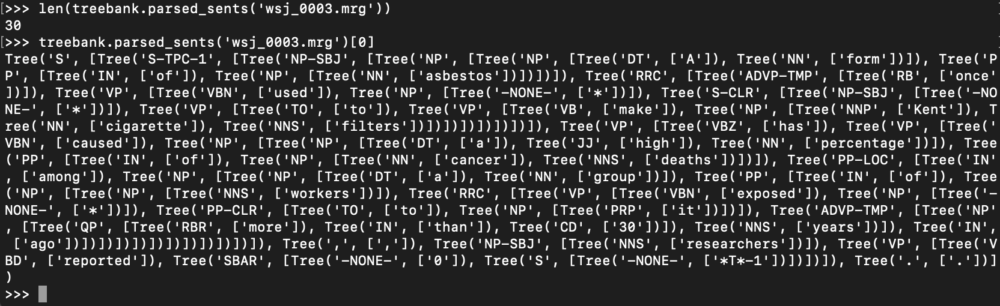 [>>> len(treebank.parsed_sents('wsj_0003.mrg'))
30
[>>> treebank.parsed_sents('wsj_0003.mrg')[0]
Tree('S', [Tree('S-TPC-1', [Tree('NP-SBJ', [Tree('NP', [Tree('NP', [Tree('DT', ['A']), Tree('NN', ['form'])]), Tree('P
P', [Tree('IN', ['of']), Tree('NP', [Tree('NN', ['asbestos'])])])]), Tree('RRC', [Tree('ADVP-TMP', [Tree('RB', ['once'
])]), Tree('VP', [Tree('VBN', ['used']), Tree('NP', [Tree('-NONE-', ['*'])]), Tree('S-CLR', [Tree('NP-SBJ', [Tree('-NO
NE-', ['*'])]), Tree('VP', [Tree('TO', ['to']), Tree('VP', [Tree('VB', ['make']), Tree('NP', [Tree('NNP', ['Kent']), T
ree('NN', ['cigarette']), Tree('NNS', ['filters'])])])])])])])]), Tree('VP', [Tree('VBZ', ['has']), Tree('VP', [Tree('
VBN', ['caused']), Tree('NP', [Tree('NP', [Tree('DT', ['a']), Tree('JJ', ['high']), Tree('NN', ['percentage'])]), Tree
('PP', [Tree('IN', ['of']), Tree('NP', [Tree('NN', ['cancer']), Tree('NNS', ['deaths'])])]), Tree('PP-LOC', [Tree('IN'
, ['among']), Tree('NP', [Tree('NP', [Tree('DT', ['a']), Tree('NN', ['group'])]), Tree('PP', [Tree('IN', ['of']), Tree
('NP', [Tree('NP', [Tree('NNS', ['workers'])]), Tree('RRC', [Tree('VP', [Tree('VBN', ['exposed']), Tree('NP', [Tree('-
NONE-', ['*'])]), Tree('PP-CLR', [Tree('TO', ['to']), Tree('NP', [Tree('PRP', ['it'])])]), Tree('ADVP-TMP', [Tree('NP'
, [Tree('QP', [Tree('RBR', ['more']), Tree('IN', ['than']), Tree('CD', ['30'])]), Tree('NNS', ['years'])]), Tree('IN',
 ['ago'])])])])])])])])])])])]), Tree(',', [',']), Tree('NP-SBJ', [Tree('NNS', ['researchers'])]), Tree('VP', [Tree('V
BD', ['reported']), Tree('SBAR', [Tree('-NONE-', ['0']), Tree('S', [Tree('-NONE-', ['*T*-1'])])])]), Tree('.', ['.'])]
)
>>>